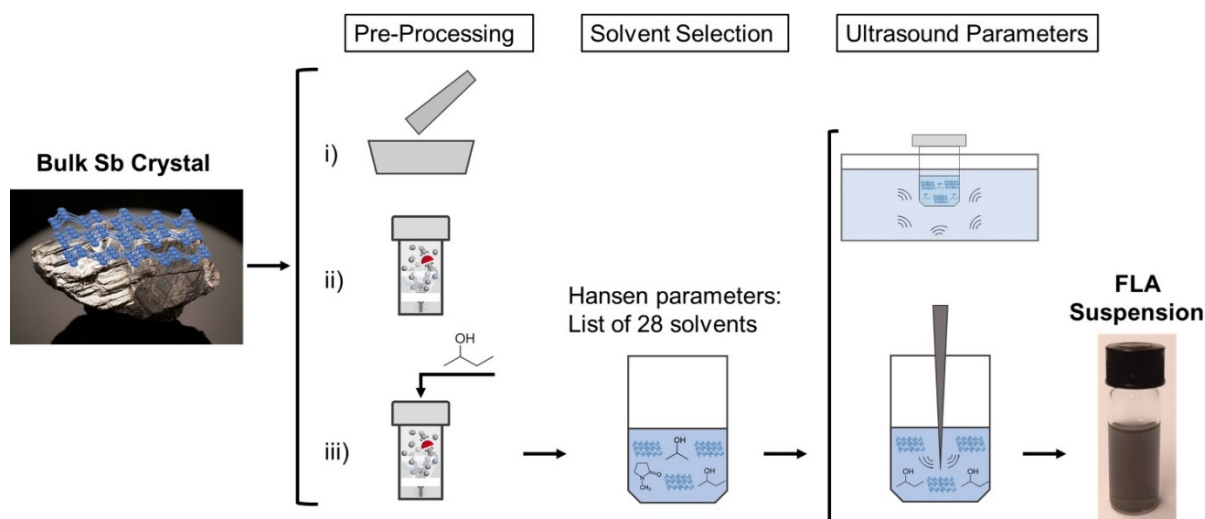 Pre-Processing
Solvent Selection
Ultrasound Parameters
Bulk Sb Crystal
i)
ii)
OH
iii)
Hansen parameters:
List of 28 solvents
OH
N
O
CH₃
OH
OH
OH
FLA
Suspension